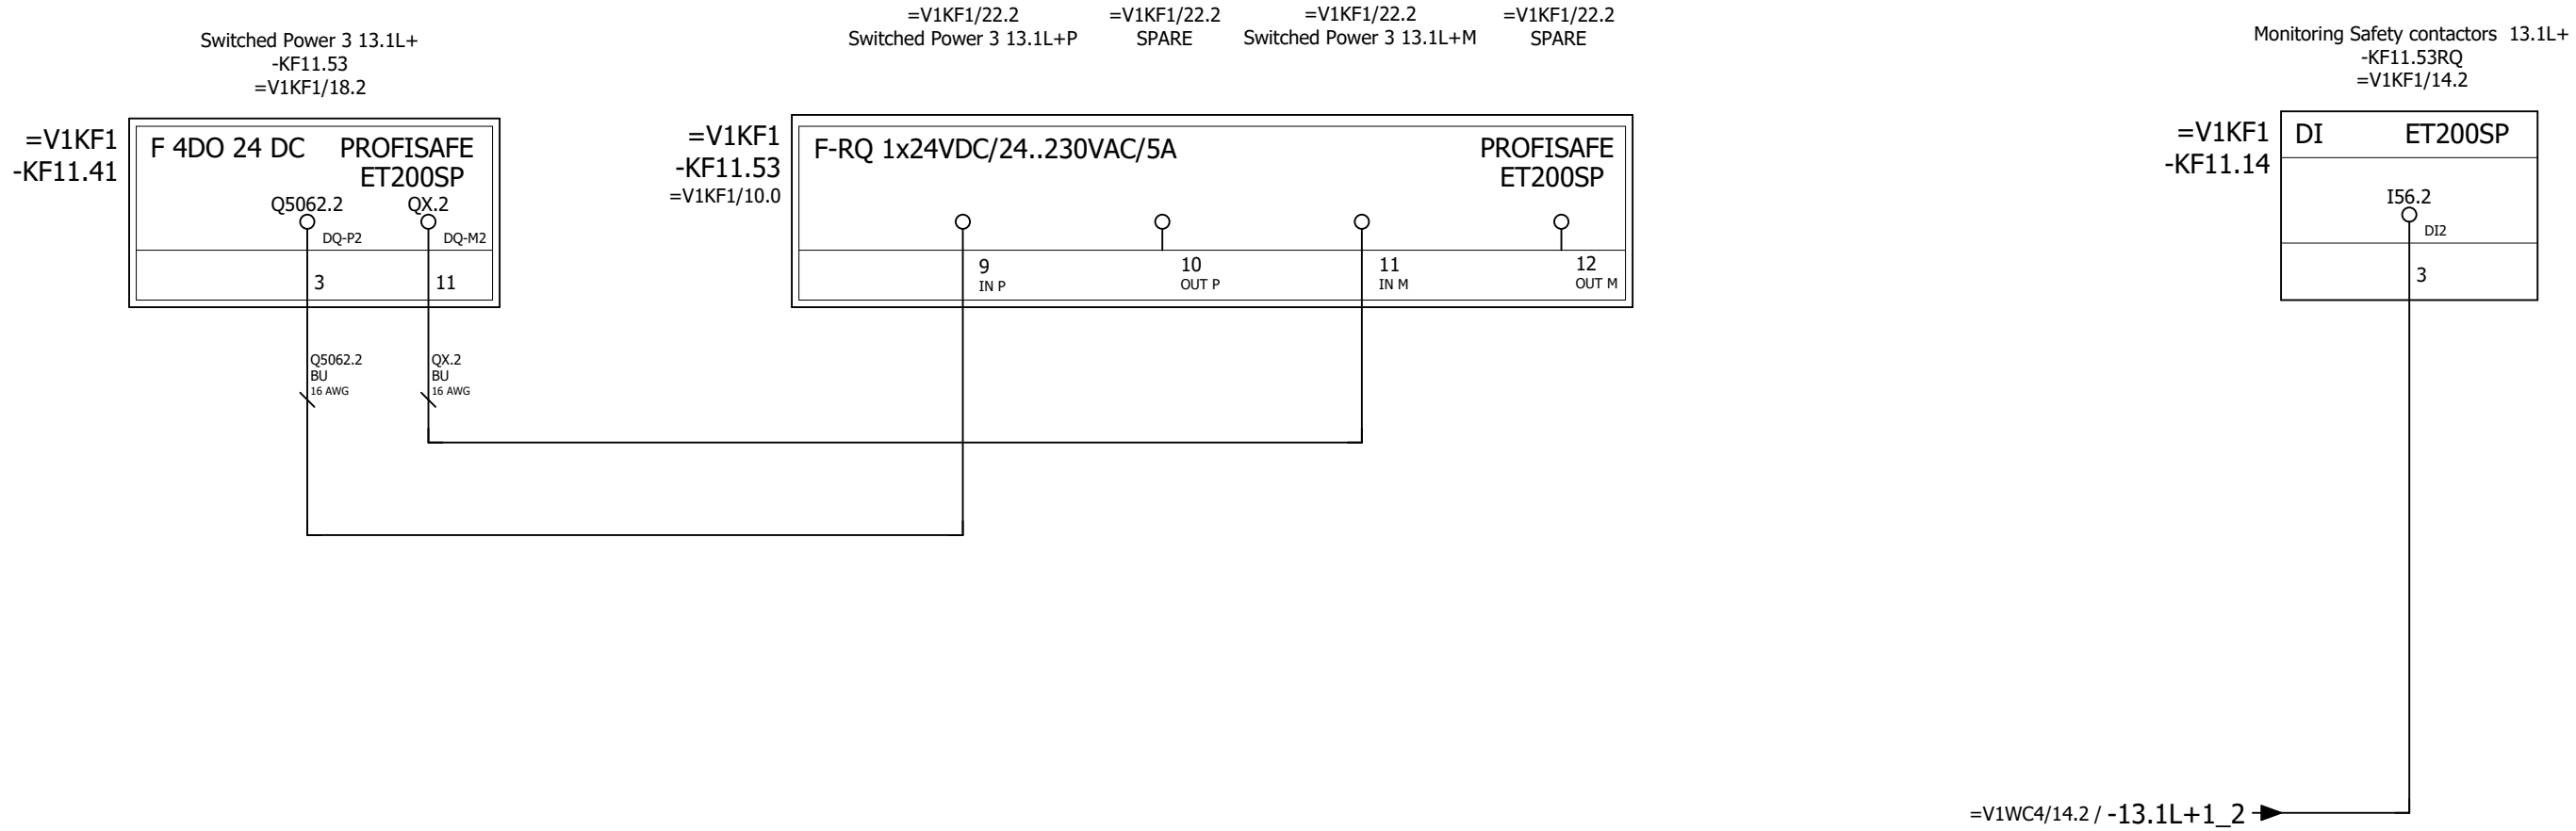 Switched Power 3 13.1L+
-KF11.53
=V1KF1/18.2
=V1KF1
-KF11.41
F 4DO 24 DC PROFISAFE
ET200SP
Q5062.2 QX.2
DQ-P2 DQ-M2
3 11
Q5062.2
BU
16 AWG
QX.2
BU
16 AWG
=V1KF1/22.2
Switched Power 3 13.1L+P
=V1KF1/22.2
SPARE
=V1KF1/22.2
Switched Power 3 13.1L+M
=V1KF1/22.2
SPARE
=V1KF1
-KF11.53
=V1KF1/10.0
F-RQ 1x24VDC/24..230VAC/5A PROFISAFE
ET200SP
9
IN P
10
OUT P
11
IN M
12
OUT M
Monitoring Safety contactors 13.1L+
-KF11.53RQ
=V1KF1/14.2
=V1KF1
-KF11.14
DI ET200SP
I56.2
DI2
3
=V1WC4/14.2 / -13.1L+1_2